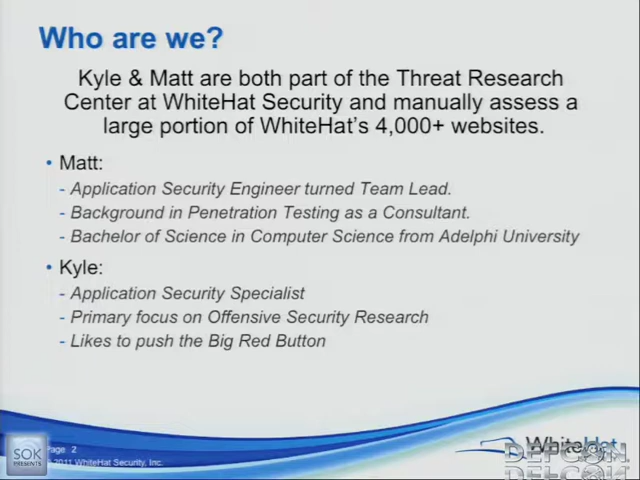 Who are we?
Kyle & Matt are both part of the Threat Research
Center at WhiteHat Security and manually assess a
large portion of WhiteHat's 4,000+ websites.
• Matt:
- Application Security Engineer turned Team Lead.
- Background in Penetration Testing as a Consultant.
- Bachelor of Science in Computer Science from Adelphi University
• Kyle:
- Application Security Specialist
- Primary focus on Offensive Security Research
- Likes to push the Big Red Button
Page 2
© 2011 WhiteHat Security, Inc.
SOK
PRESENTS
WhiteHat
DEFCON